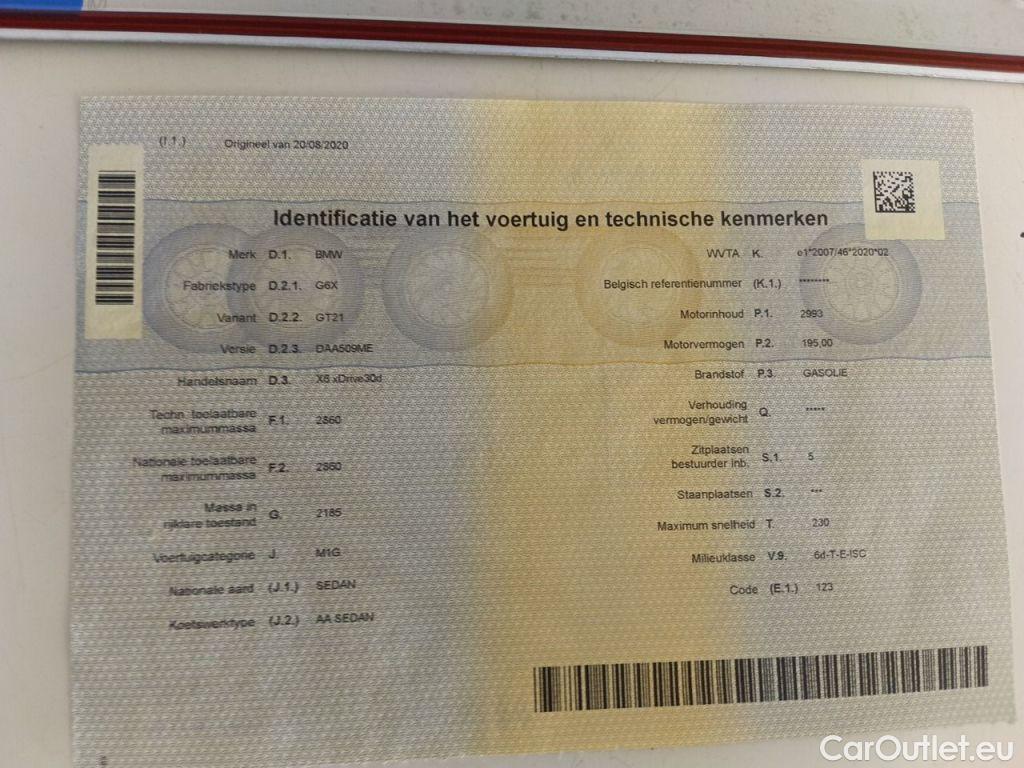 (I.1.) Origineel van 20/08/2020
Identificatie van het voertuig en technische kenmerken
Merk D.1. BMW
Fabriekstype D.2.1. G6X
Variant D.2.2. GT21
Versie D.2.3. DAA509ME
Handelsnaam D.3. X6 xDrive30d
Techn. toelaatbare
maximummassa F.1. 2860
Nationale toelaatbare
maximummassa F.2. 2860
Massa in
rijklare toestand G. 2185
Voertuigcategorie J. M1G
Nationale aard (J.1.) SEDAN
Koetswerktype (J.2.) AA SEDAN
WVTA K. e1*2007/46*2020*02
Belgisch referentienummer (K.1.) ********
Motorinhoud P.1. 2993
Motorvermogen P.2. 195,00
Brandstof P.3. GASOLIE
Verhouding
vermogen/gewicht Q. *****
Zitplaatsen
bestuurder inb. S.1. 5
Staanplaatsen S.2. ***
Maximum snelheid T. 230
Milieuklasse V.9. 6d-T-E-ISC
Code (E.1.) 123
CarOutlet.eu